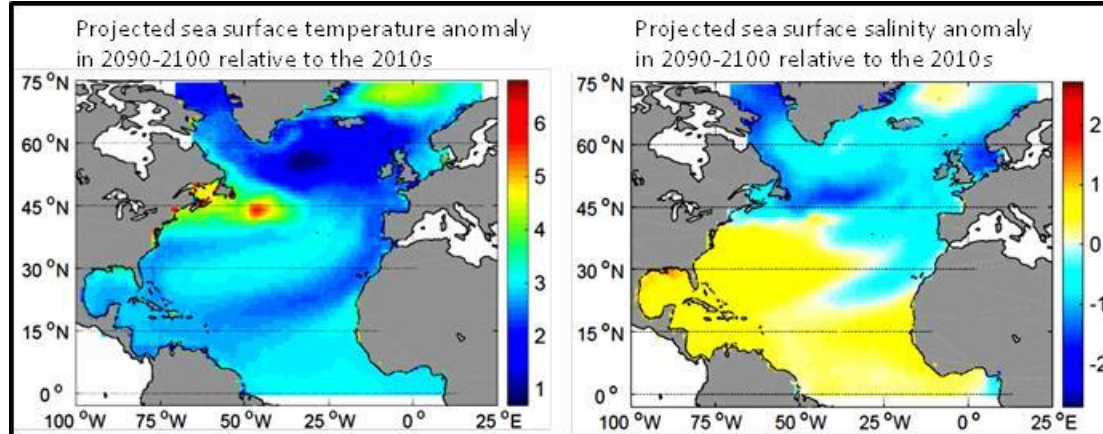 Projected sea surface temperature anomaly
in 2090-2100 relative to the 2010s
75 °N
60 °N
45 °N
30 °N
15 °N
0 °
100 °W
75 °W
50 °W
25 °W
0 °
25 °E
6
5
4
3
2
1
Projected sea surface salinity anomaly
in 2090-2100 relative to the 2010s
75 °N
60 °N
45 °N
30 °N
15 °N
0 °
100 °W
75 °W
50 °W
25 °W
0 °
25 °E
2
1
0
-1
-2